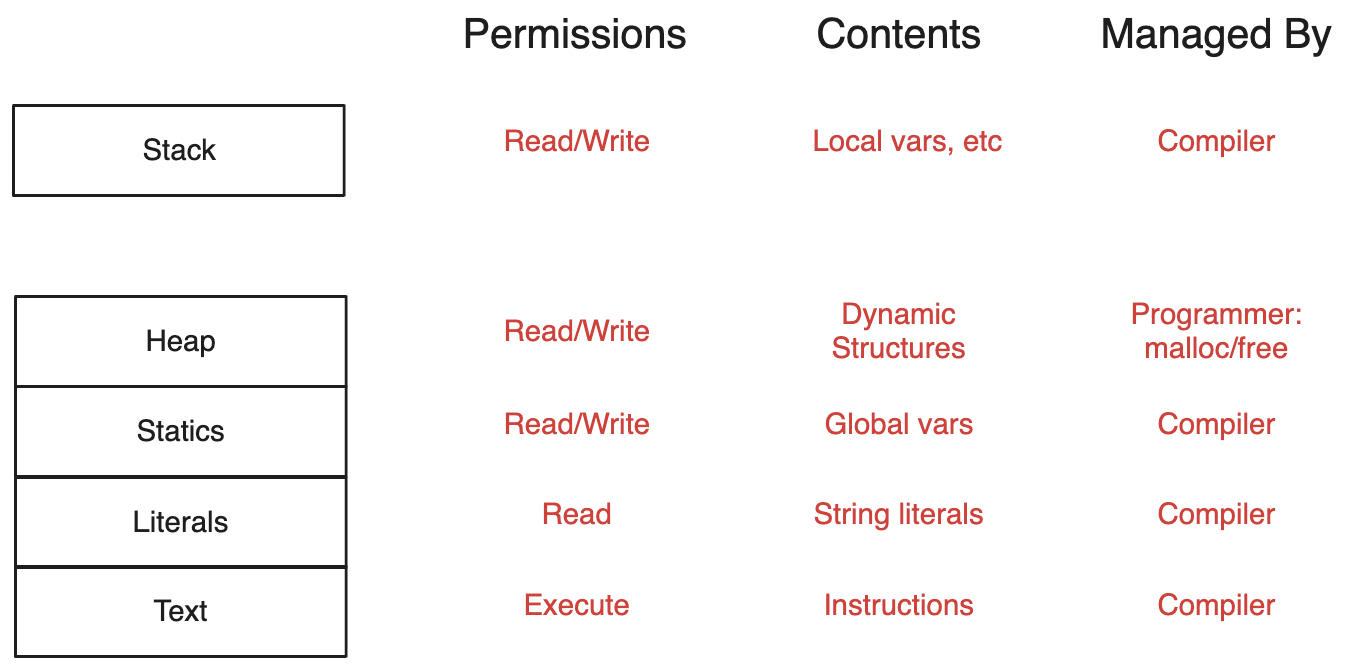 Permissions Contents Managed By
Stack Read/Write Local vars, etc Compiler
Heap Read/Write Dynamic Structures Programmer: malloc/free
Statics Read/Write Global vars Compiler
Literals Read String literals Compiler
Text Execute Instructions Compiler